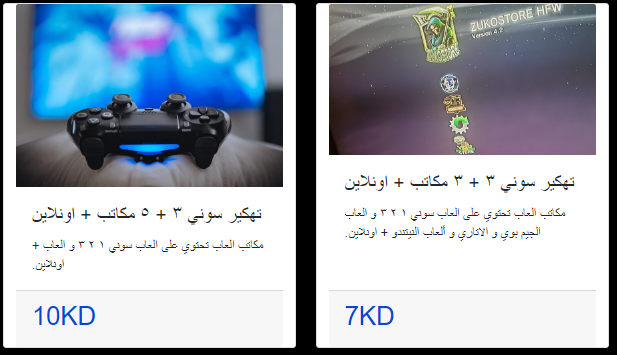 تهكير سوني ٣ + ٥ مكاتب + اونلاين
مكاتب العاب تحتوي على العاب سوني ١ ٢ ٣ و العاب +
اونلاين.
10KD
ZUKOSTORE HFW
Version 4.2
تهكير سوني ٣ + ٣ مكاتب + اونلاين
مكاتب العاب تحتوي على العاب سوني ١ ٢ ٣ و العاب
الجيم بوي و الاتاري و ألعاب النيتندو + اونلاين.
7KD